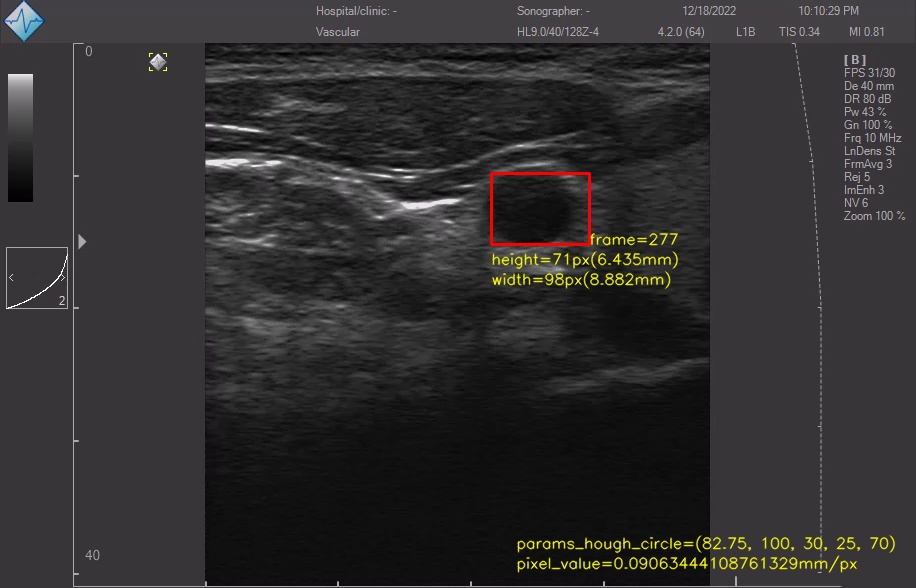 Hospital/clinic: - Sonographer: - 12/18/2022 10:10:29 PM
Vascular HL9.0/40/128Z-4 4.2.0 (64) L1B TIS 0.34 MI 0.81
0
[ B ]
FPS 31/30
De 40 mm
DR 80 dB
Pw 43 %
Gn 100 %
Frq 10 MHz
LnDens St
FrmAvg 3
Rej 5
ImEnh 3
NV 6
Zoom 100 %
frame=277
height=71px(6.435mm)
width=98px(8.882mm)
2
params_hough_circle=(82.75, 100, 30, 25, 70)
40
pixel_value=0.09063444108761329mm/px